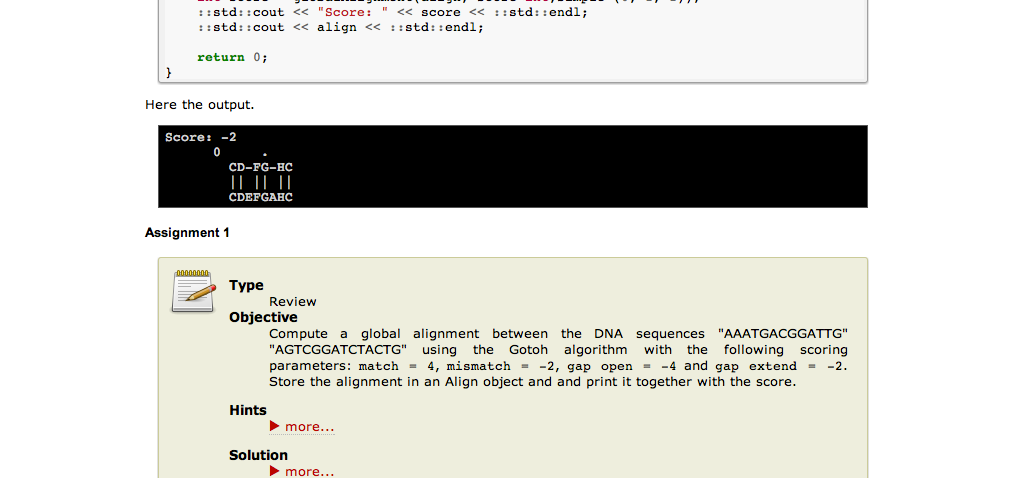 ::std::cout << "Score: " << score << ::std::endl;
::std::cout << align << ::std::endl;
return 0;
}
Here the output.
Score: -2
0 .
CD-FG-HC
|| || ||
CDEFGAHC
Assignment 1
Type
Review
Objective
Compute a global alignment between the DNA sequences "AAATGACGGATTG"
"AGTCGGATCTACTG" using the Gotoh algorithm with the following scoring
parameters: match = 4, mismatch = -2, gap open = -4 and gap extend = -2.
Store the alignment in an Align object and and print it together with the score.
Hints
more...
Solution
more...